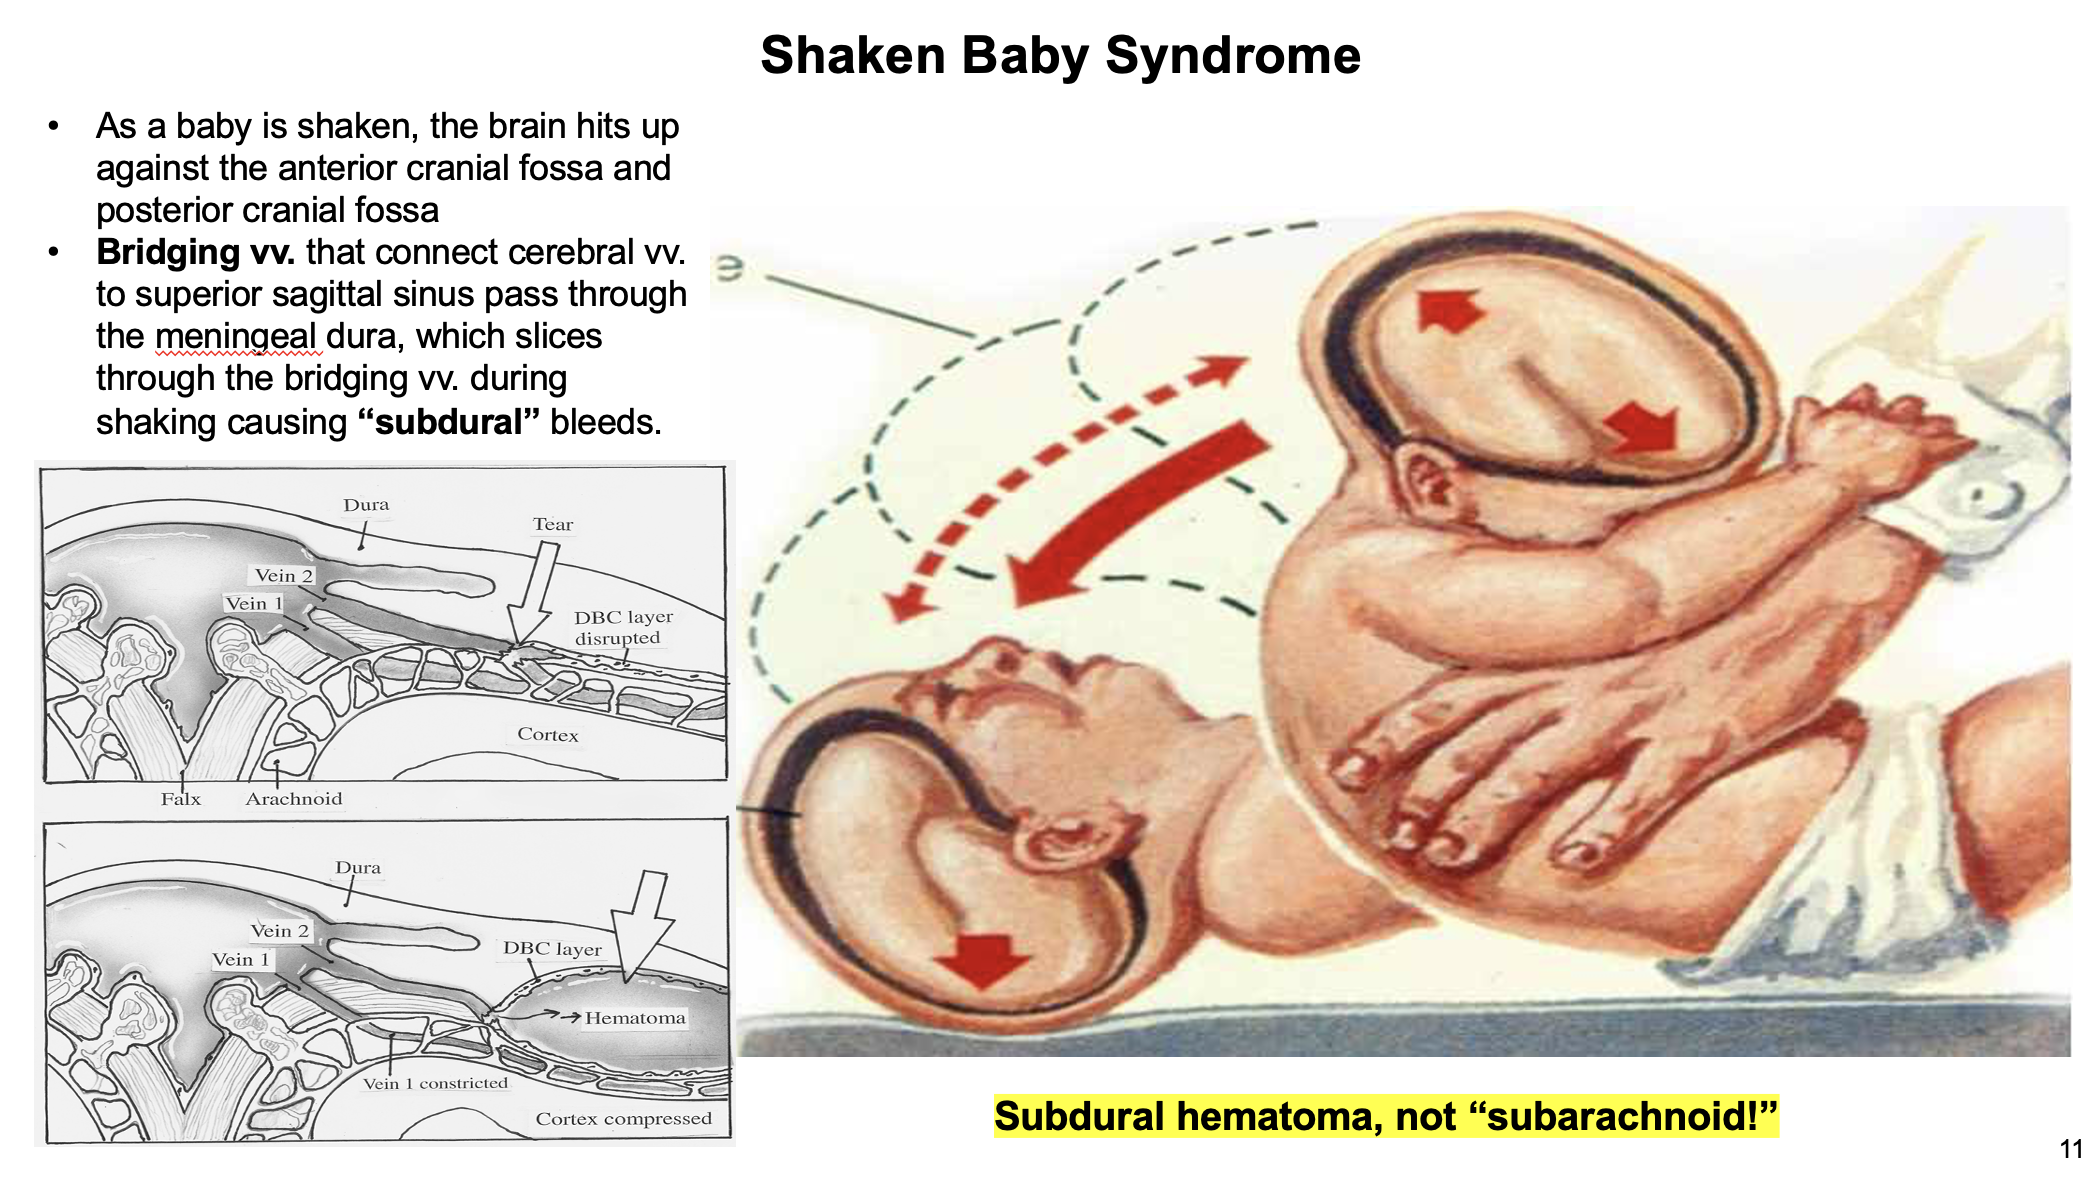 Shaken Baby Syndrome
• As a baby is shaken, the brain hits up
against the anterior cranial fossa and
posterior cranial fossa
• Bridging vv. that connect cerebral vv.
to superior sagittal sinus pass through
the meningeal dura, which slices
through the bridging vv. during
shaking causing “subdural” bleeds.
e
Dura
Tear
Vein 2
Vein 1
DBC layer
disrupted
Cortex
Falx
Arachnoid
Dura
Vein 2
Vein 1
DBC layer
Hematoma
Vein 1 constricted
Cortex compressed
Subdural hematoma, not “subarachnoid!”
11